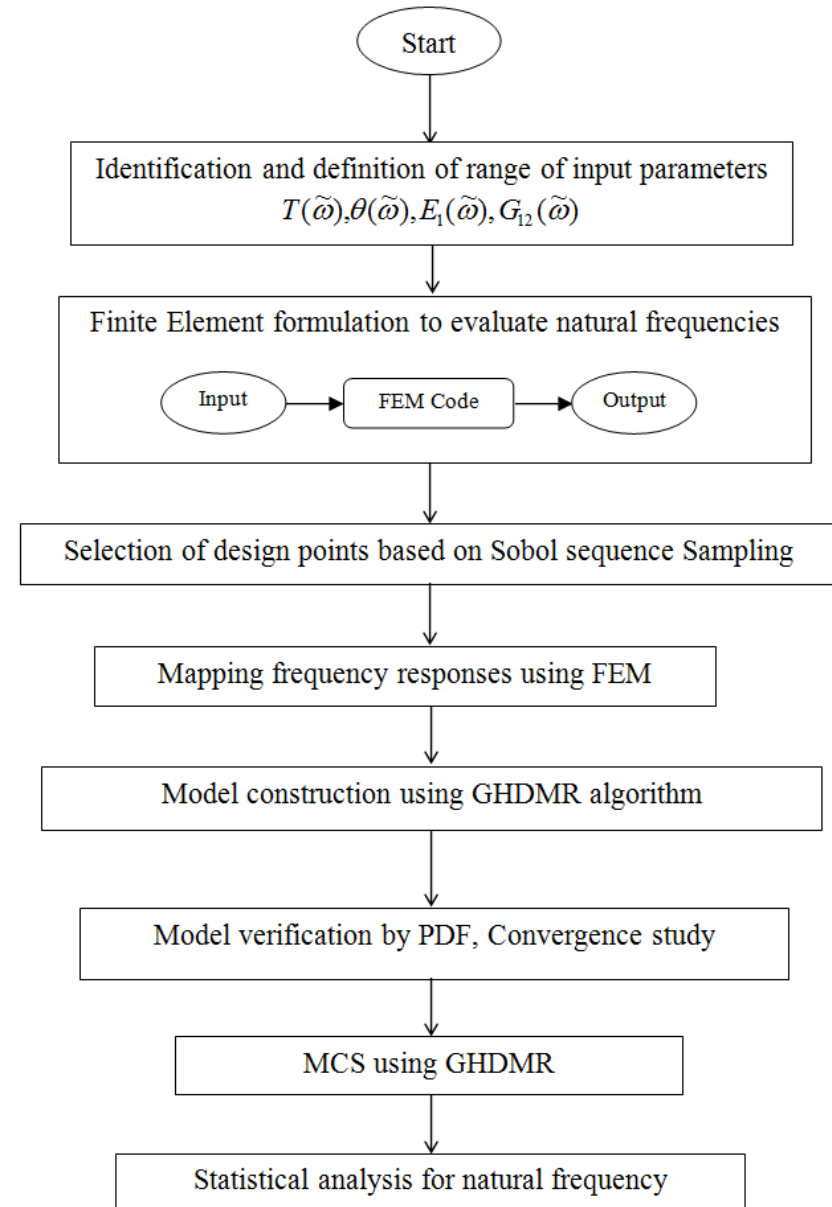 Start
Identification and definition of range of input parameters
T(ω̃),θ(ω̃),E₁(ω̃),G₁₂(ω̃)
Finite Element formulation to evaluate natural frequencies
Input
FEM Code
Output
Selection of design points based on Sobol sequence Sampling
Mapping frequency responses using FEM
Model construction using GHDMR algorithm
Model verification by PDF, Convergence study
MCS using GHDMR
Statistical analysis for natural frequency